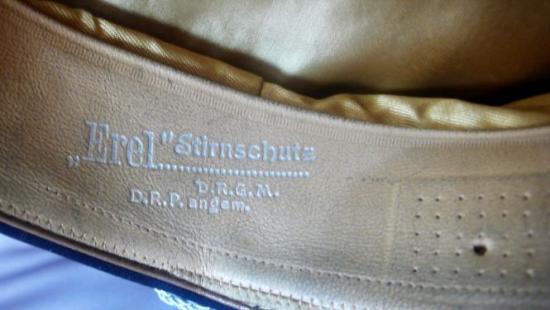 „Erel" Stirnschutz
D.R.G.M.
D.R.P. angem.